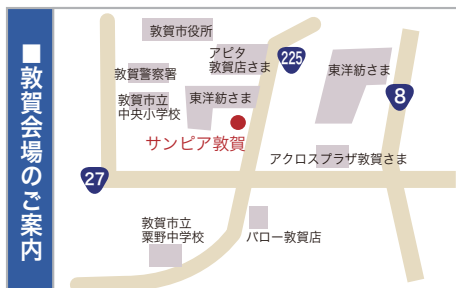 ■敦賀会場のご案内
敦賀市役所
アピタ
敦賀店さま
225
東洋紡さま
敦賀警察署
敦賀市立
中央小学校
東洋紡さま
8
サンピア敦賀
アクロスプラザ敦賀さま
27
敦賀市立
粟野中学校
バロー敦賀店